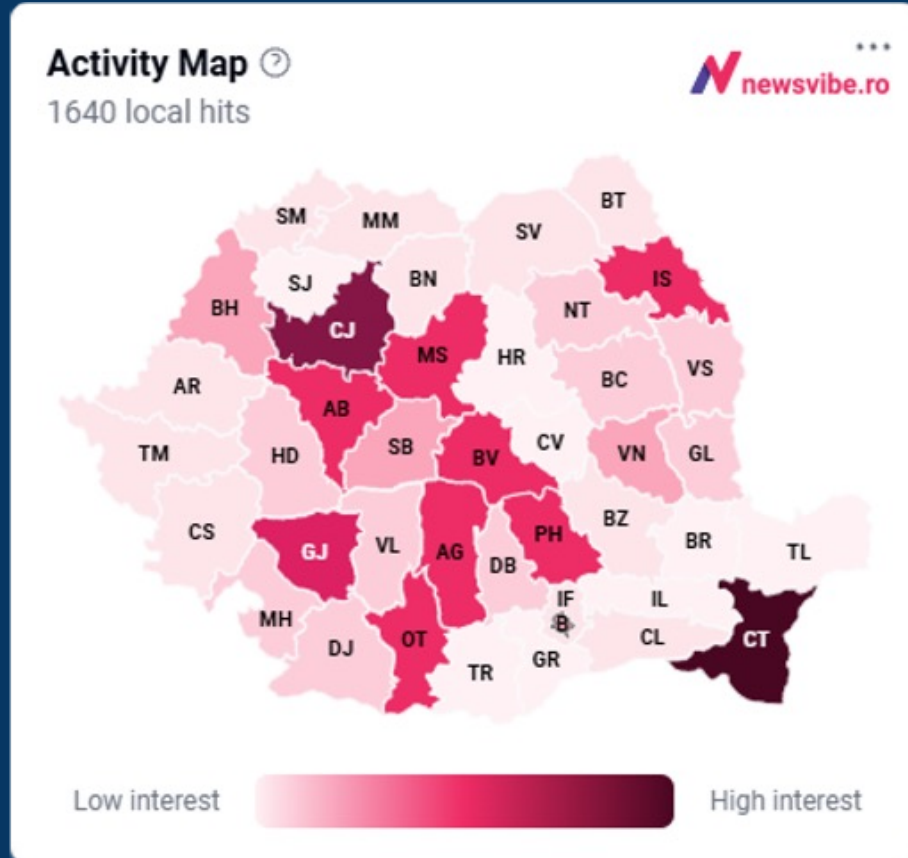 Activity Map ?
newsvibe.ro
1640 local hits
BT
SM
MM
SV
IS
BN
SJ
BH
NT
CJ
MS
HR
VS
BC
AR
AB
CV
SB
TM
HD
BV
VN
GL
BZ
CS
PH
BR
VL
GJ
AG
TL
DB
IF
IL
MH
B
CL
OT
CT
DJ
GR
TR
Low interest
High interest